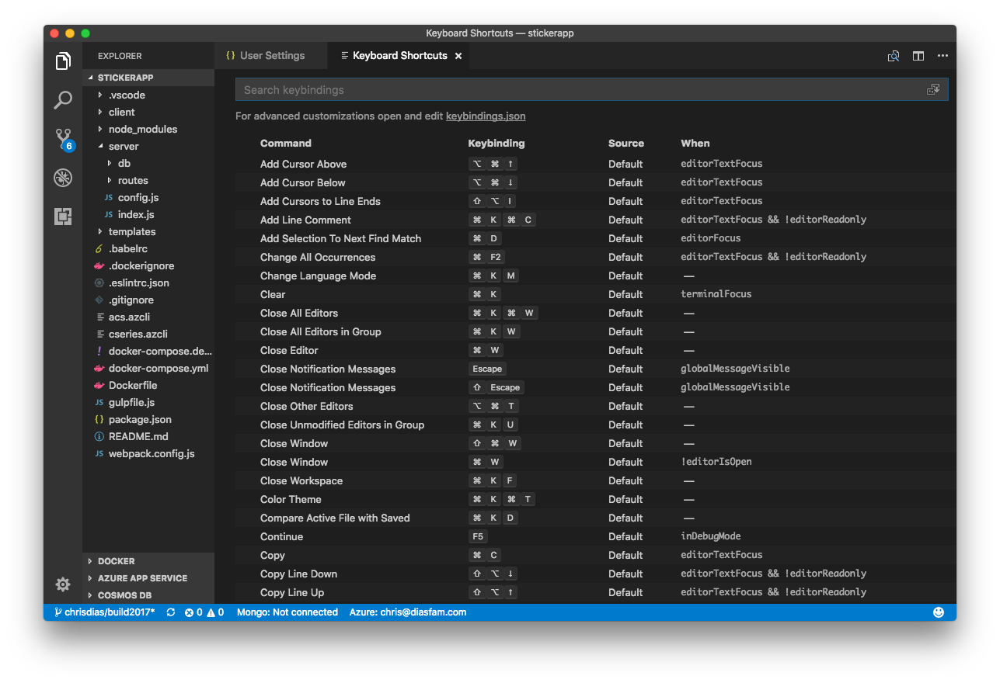 Keyboard Shortcuts — stickerapp
EXPLORER
{} User Settings
Keyboard Shortcuts ×
6
STICKERAPP
.vscode
client
node_modules
server
db
routes
JS config.js
JS index.js
templates
.babelrc
.dockerignore
.eslintrc.json
.gitignore
acs.azcli
cseries.azcli
! docker-compose.de...
docker-compose.yml
Dockerfile
JS gulpfile.js
{} package.json
README.md
JS webpack.config.js
DOCKER
AZURE APP SERVICE
COSMOS DB
Search keybindings
For advanced customizations open and edit keybindings.json
Command Keybinding Source When
Add Cursor Above ⌥ ⌘ ↑ Default editorTextFocus
Add Cursor Below ⌥ ⌘ ↓ Default editorTextFocus
Add Cursors to Line Ends ⇧ ⌥ I Default editorTextFocus
Add Line Comment ⌘ K ⌘ C Default editorTextFocus && !editorReadonly
Add Selection To Next Find Match ⌘ D Default editorFocus
Change All Occurrences ⌘ F2 Default editorTextFocus && !editorReadonly
Change Language Mode ⌘ K M Default —
Clear ⌘ K Default terminalFocus
Close All Editors ⌘ K ⌘ W Default —
Close All Editors in Group ⌘ K W Default —
Close Editor ⌘ W Default —
Close Notification Messages Escape Default globalMessageVisible
Close Notification Messages ⇧ Escape Default globalMessageVisible
Close Other Editors ⌥ ⌘ T Default —
Close Unmodified Editors in Group ⌘ K U Default —
Close Window ⇧ ⌘ W Default —
Close Window ⌘ W Default !editorIsOpen
Close Workspace ⌘ K F Default —
Color Theme ⌘ K ⌘ T Default —
Compare Active File with Saved ⌘ K D Default —
Continue F5 Default inDebugMode
Copy ⌘ C Default editorTextFocus
Copy Line Down ⇧ ⌥ ↓ Default editorTextFocus && !editorReadonly
Copy Line Up ⇧ ⌥ ↑ Default editorTextFocus && !editorReadonly
chrisdias/build2017* 0 0 Mongo: Not connected Azure: chris@diasfam.com